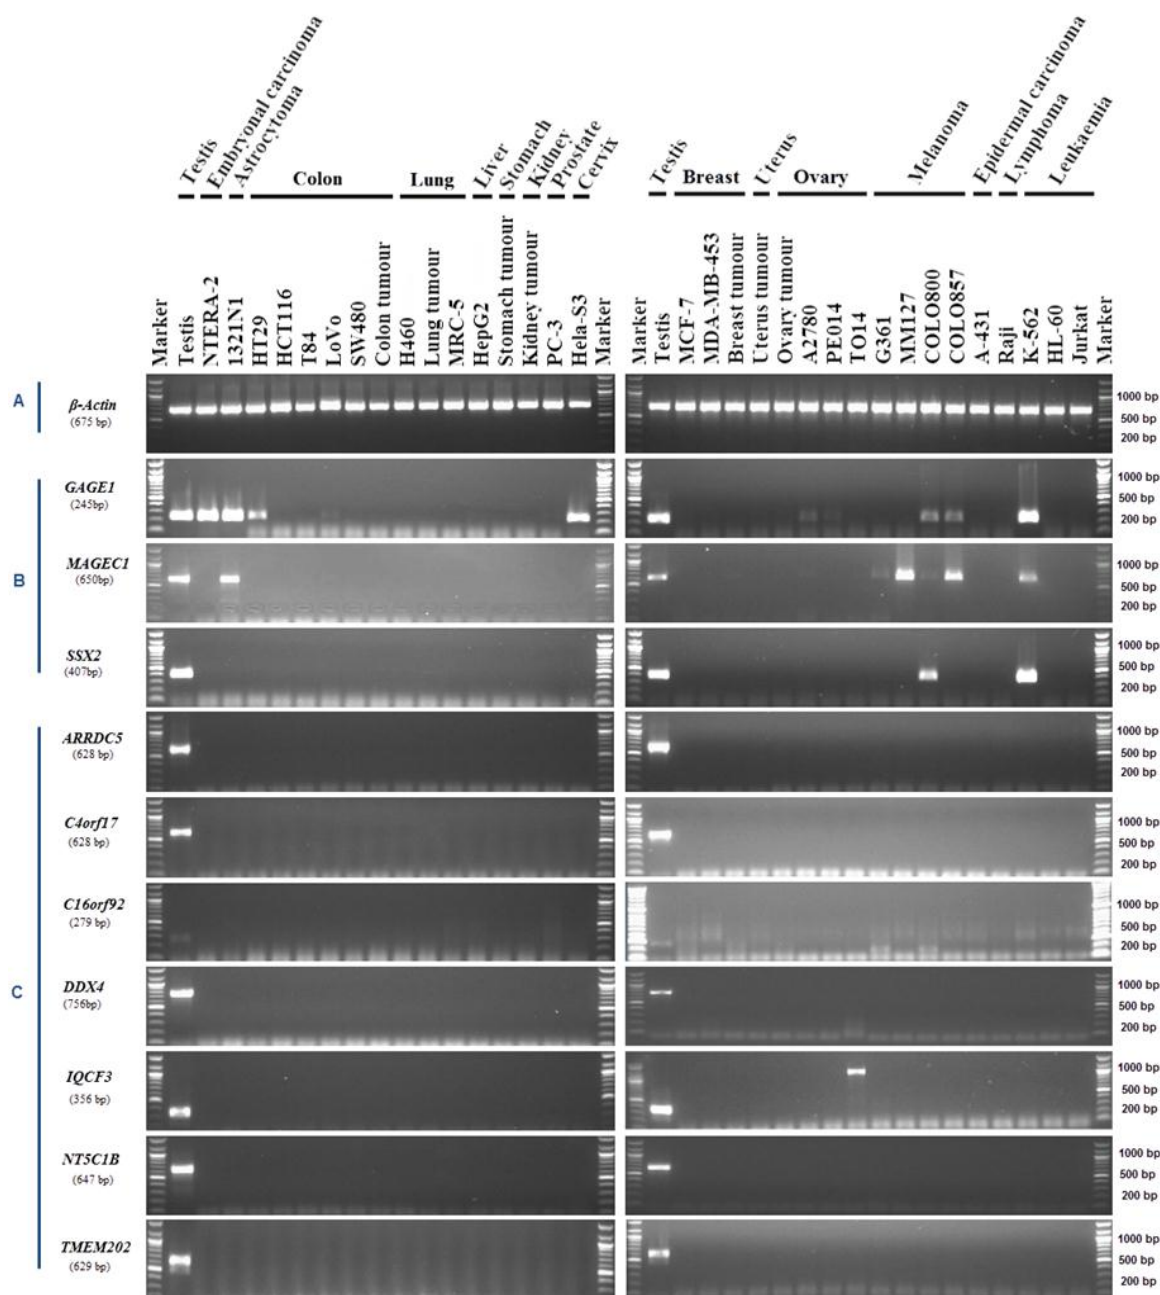 Testis
Embryonal carcinoma
Astrocytoma
Colon
Lung
Liver
Stomach
Kidney
Prostate
Cervix
Testis
Breast
Uterus
Ovary
Melanoma
Epidermal carcinoma
Lymphoma
Leukaemia
Marker
Testis
NTERA-2
1321N1
HT29
HCT116
T84
LoVo
SW480
Colon tumour
H460
Lung tumour
MRC-5
HepG2
Stomach tumour
Kidney tumour
PC-3
Hela-S3
Marker
Marker
Testis
MCF-7
MDA-MB-453
Breast tumour
Uterus tumour
Ovary tumour
A2780
PE014
TO14
G361
MM127
COLO800
COLO857
A-431
Raji
K-562
HL-60
Jurkat
Marker
A
β-Actin
(675 bp)
1000 bp
500 bp
200 bp
B
GAGE1
(245bp)
1000 bp
500 bp
200 bp
MAGEC1
(650bp)
1000 bp
500 bp
200 bp
SSX2
(407bp)
1000 bp
500 bp
200 bp
C
ARRDC5
(628 bp)
1000 bp
500 bp
200 bp
C4orf17
(628 bp)
1000 bp
500 bp
200 bp
C16orf92
(279 bp)
1000 bp
500 bp
200 bp
DDX4
(756bp)
1000 bp
500 bp
200 bp
IQCF3
(356 bp)
1000 bp
500 bp
200 bp
NT5C1B
(647 bp)
1000 bp
500 bp
200 bp
TMEM202
(629 bp)
1000 bp
500 bp
200 bp